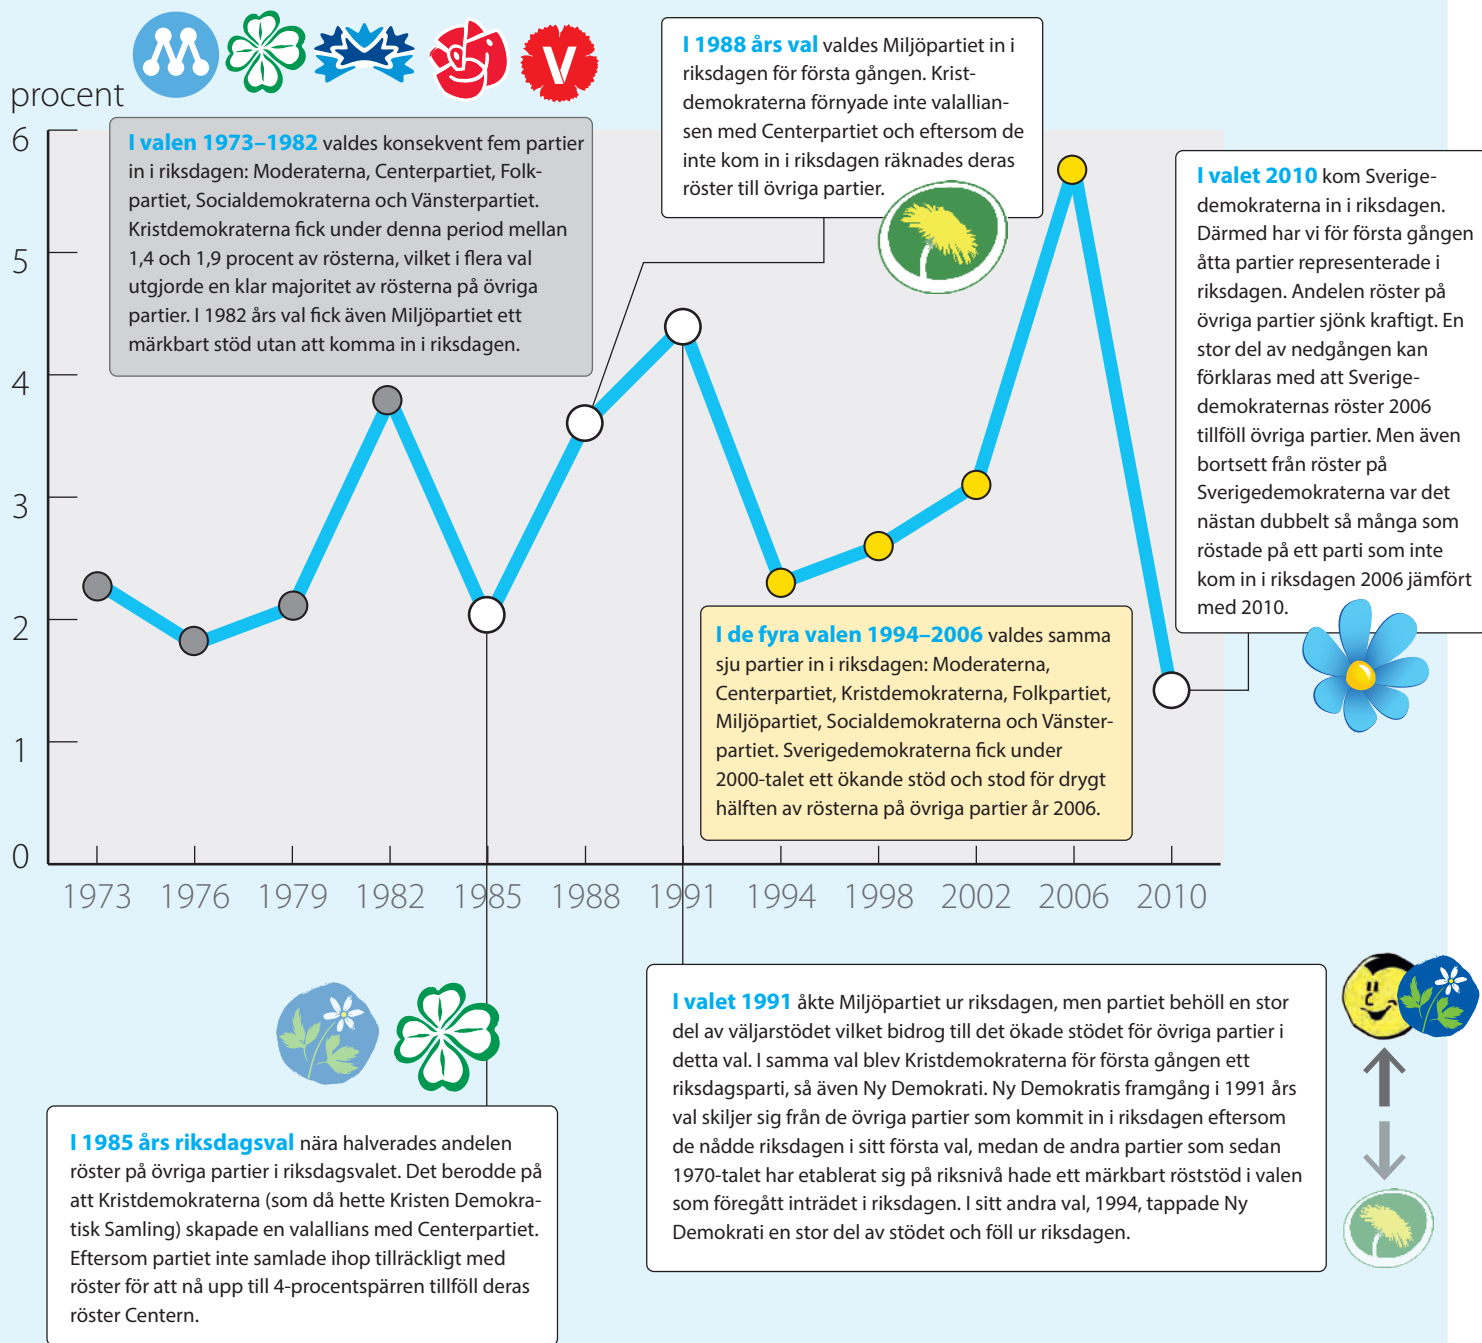 procent
V
I valen 1973–1982 valdes konsekvent fem partier
in i riksdagen: Moderaterna, Centerpartiet, Folk-
partiet, Socialdemokraterna och Vänsterpartiet.
Kristdemokraterna fick under denna period mellan
1,4 och 1,9 procent av rösterna, vilket i flera val
utgjorde en klar majoritet av rösterna på övriga
partier. I 1982 års val fick även Miljöpartiet ett
märkbart stöd utan att komma in i riksdagen.
I 1988 års val valdes Miljöpartiet in i
riksdagen för första gången. Krist-
demokraterna förnyade inte valallian-
sen med Centerpartiet och eftersom de
inte kom in i riksdagen räknades deras
röster till övriga partier.
I valet 2010 kom Sverige-
demokraterna in i riksdagen.
Därmed har vi för första gången
åtta partier representerade i
riksdagen. Andelen röster på
övriga partier sjönk kraftigt. En
stor del av nedgången kan
förklaras med att Sverige-
demokraternas röster 2006
tillföll övriga partier. Men även
bortsett från röster på
Sverigedemokraterna var det
nästan dubbelt så många som
röstade på ett parti som inte
kom in i riksdagen 2006 jämfört
med 2010.
I de fyra valen 1994–2006 valdes samma
sju partier in i riksdagen: Moderaterna,
Centerpartiet, Kristdemokraterna, Folkpartiet,
Miljöpartiet, Socialdemokraterna och Vänster-
partiet. Sverigedemokraterna fick under
2000-talet ett ökande stöd och stod för drygt
hälften av rösterna på övriga partier år 2006.
6
5
4
3
2
1
0
1973 1976 1979 1982 1985 1988 1991 1994 1998 2002 2006 2010
I 1985 års riksdagsval nära halverades andelen
röster på övriga partier i riksdagsvalet. Det berodde på
att Kristdemokraterna (som då hette Kristen Demokra-
tisk Samling) skapade en valallians med Centerpartiet.
Eftersom partiet inte samlade ihop tillräckligt med
röster för att nå upp till 4-procentspärren tillföll deras
röster Centern.
I valet 1991 åkte Miljöpartiet ur riksdagen, men partiet behöll en stor
del av väljarstödet vilket bidrog till det ökade stödet för övriga partier i
detta val. I samma val blev Kristdemokraterna för första gången ett
riksdagsparti, så även Ny Demokrati. Ny Demokratis framgång i 1991 års
val skiljer sig från de övriga partier som kommit in i riksdagen eftersom
de nådde riksdagen i sitt första val, medan de andra partier som sedan
1970-talet har etablerat sig på riksnivå hade ett märkbart röststöd i valen
som föregått inträdet i riksdagen. I sitt andra val, 1994, tappade Ny
Demokrati en stor del av stödet och föll ur riksdagen.